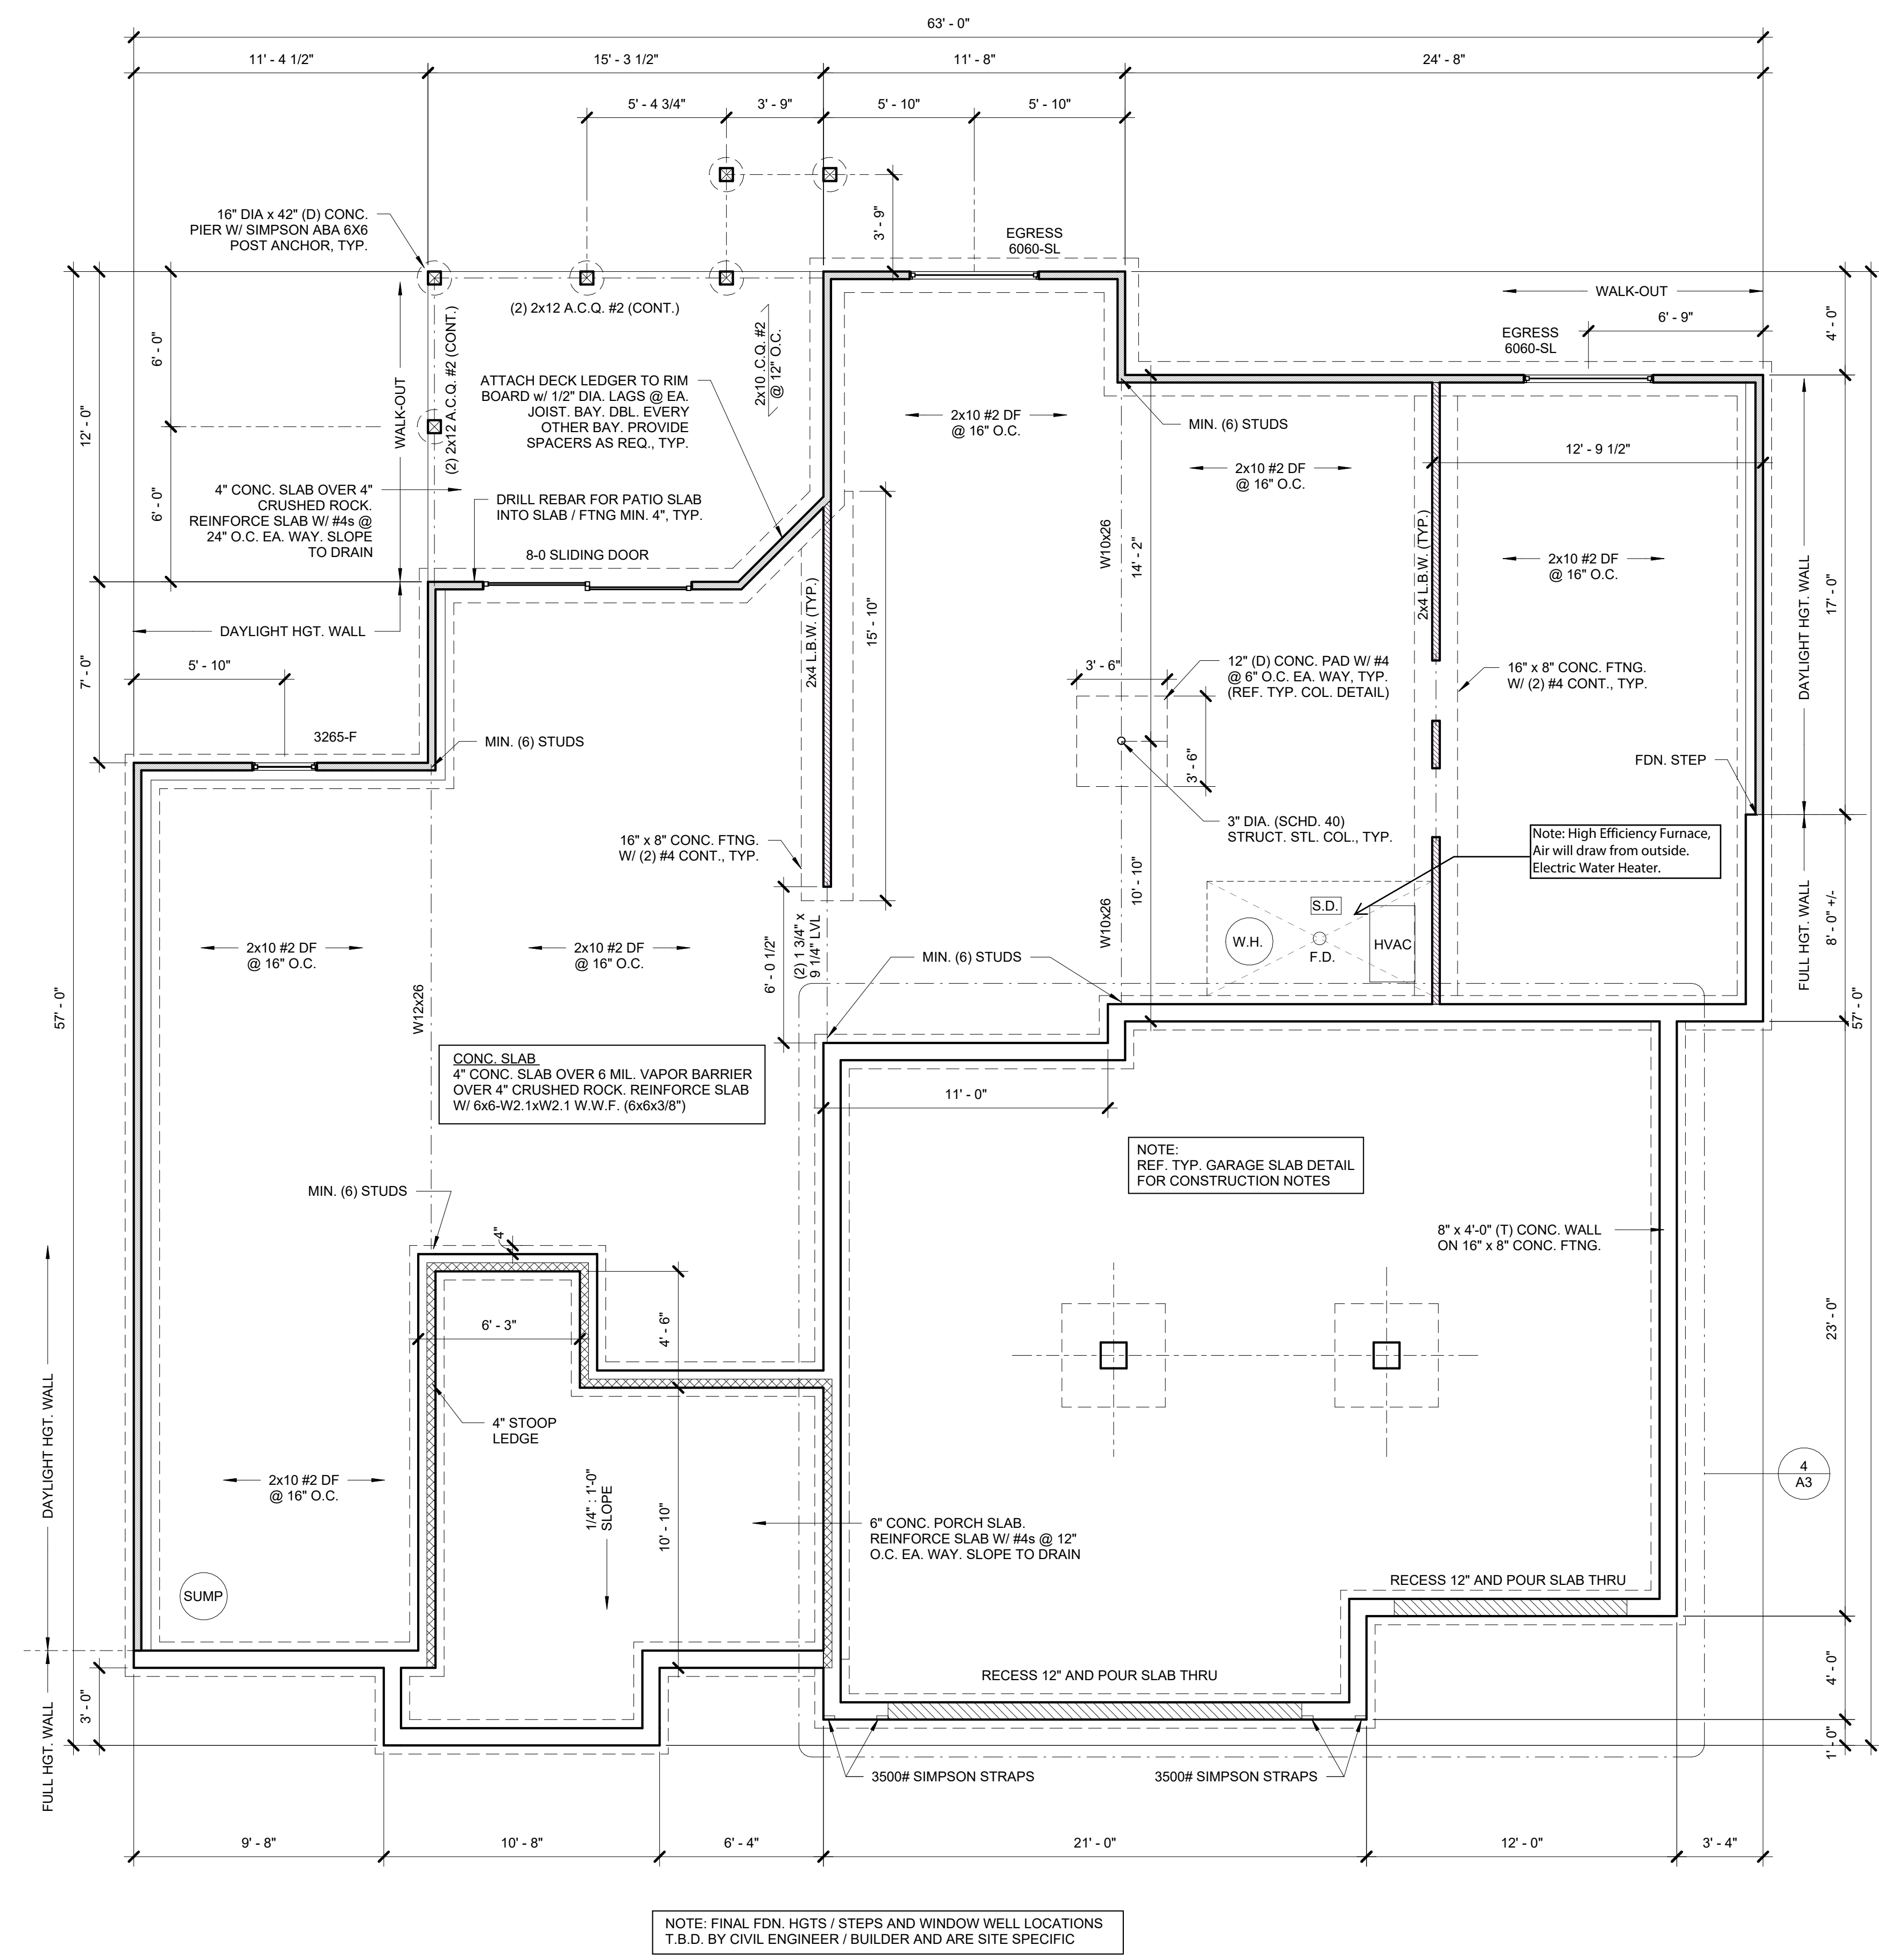 63' - 0"
11' - 4 1/2"
15' - 3 1/2"
11' - 8"
24' - 8"
5' - 4 3/4"
3' - 9"
5' - 10"
5' - 10"
16" DIA x 42" (D) CONC.
PIER W/ SIMPSON ABA 6X6
POST ANCHOR, TYP.
3' - 9"
EGRESS
6060-SL
WALK-OUT
6' - 9"
EGRESS
6060-SL
4' - 0"
(2) 2x12 A.C.Q. #2 (CONT.)
(2) 2x12 A.C.Q. #2 (CONT.)
2x10 .C.Q. #2
@ 12" O.C.
6' - 0"
12' - 0"
6' - 0"
WALK-OUT
ATTACH DECK LEDGER TO RIM
BOARD w/ 1/2" DIA. LAGS @ EA.
JOIST. BAY. DBL. EVERY
OTHER BAY. PROVIDE
SPACERS AS REQ., TYP.
2x10 #2 DF
@ 16" O.C.
MIN. (6) STUDS
2x10 #2 DF
@ 16" O.C.
12' - 9 1/2"
4" CONC. SLAB OVER 4"
CRUSHED ROCK.
REINFORCE SLAB W/ #4s @
24" O.C. EA. WAY. SLOPE
TO DRAIN
DRILL REBAR FOR PATIO SLAB
INTO SLAB / FTNG MIN. 4", TYP.
8-0 SLIDING DOOR
W10x26
14' - 2"
2x4 L.B.W. (TYP.)
2x10 #2 DF
@ 16" O.C.
17' - 0"
DAYLIGHT HGT. WALL
2x4 L.B.W. (TYP.)
15' - 10"
DAYLIGHT HGT. WALL
5' - 10"
7' - 0"
3265-F
MIN. (6) STUDS
3' - 6"
12" (D) CONC. PAD W/ #4
@ 6" O.C. EA. WAY, TYP.
(REF. TYP. COL. DETAIL)
16" x 8" CONC. FTNG.
W/ (2) #4 CONT., TYP.
3' - 6"
FDN. STEP
3" DIA. (SCHD. 40)
STRUCT. STL. COL., TYP.
Note: High Efficiency Furnace,
Air will draw from outside.
Electric Water Heater.
16" x 8" CONC. FTNG.
W/ (2) #4 CONT., TYP.
10' - 10"
W10x26
S.D.
W.H.
F.D.
HVAC
FULL HGT. WALL
8' - 0" +/-
6' - 0 1/2"
(2) 1 3/4" x
9 1/4" LVL
MIN. (6) STUDS
2x10 #2 DF
@ 16" O.C.
2x10 #2 DF
@ 16" O.C.
57' - 0"
W12x26
57' - 0"
CONC. SLAB
4" CONC. SLAB OVER 6 MIL. VAPOR BARRIER
OVER 4" CRUSHED ROCK. REINFORCE SLAB
W/ 6x6-W2.1xW2.1 W.W.F. (6x6x3/8")
11' - 0"
NOTE:
REF. TYP. GARAGE SLAB DETAIL
FOR CONSTRUCTION NOTES
MIN. (6) STUDS
4"
8" x 4'-0" (T) CONC. WALL
ON 16" x 8" CONC. FTNG.
6' - 3"
4' - 6"
23' - 0"
DAYLIGHT HGT. WALL
4" STOOP
LEDGE
2x10 #2 DF
@ 16" O.C.
1/4" : 1'-0"
SLOPE
10' - 10"
6" CONC. PORCH SLAB.
REINFORCE SLAB W/ #4s @ 12"
O.C. EA. WAY. SLOPE TO DRAIN
4
A3
SUMP
RECESS 12" AND POUR SLAB THRU
RECESS 12" AND POUR SLAB THRU
4' - 0"
3' - 0"
FULL HGT. WALL
1' - 0"
3500# SIMPSON STRAPS
3500# SIMPSON STRAPS
9' - 8"
10' - 8"
6' - 4"
21' - 0"
12' - 0"
3' - 4"
NOTE: FINAL FDN. HGTS / STEPS AND WINDOW WELL LOCATIONS
T.B.D. BY CIVIL ENGINEER / BUILDER AND ARE SITE SPECIFIC